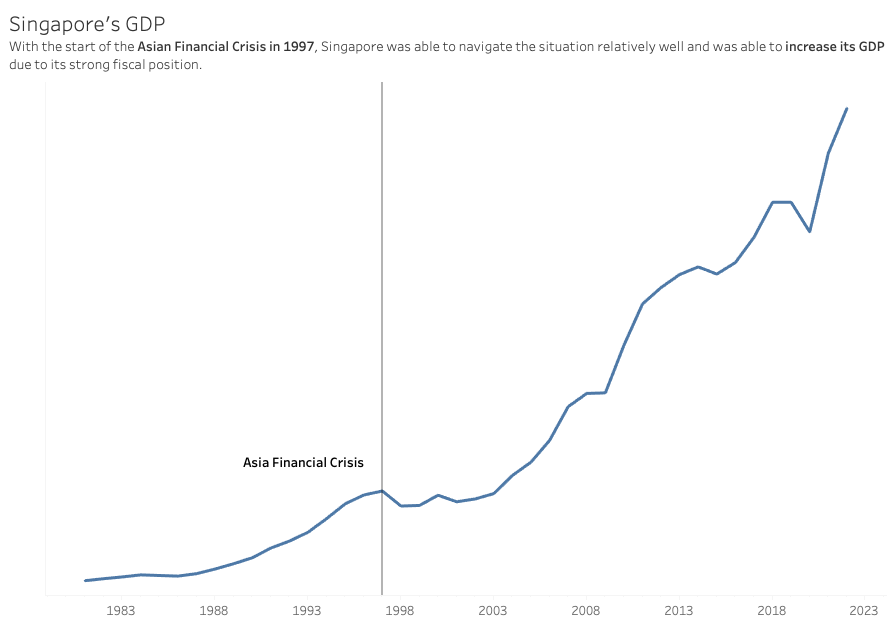 Singapore's GDP
With the start of the Asian Financial Crisis in 1997, Singapore was able to navigate the situation relatively well and was able to increase its GDP
due to its strong fiscal position.
Asia Financial Crisis
1983 1988 1993 1998 2003 2008 2013 2018 2023